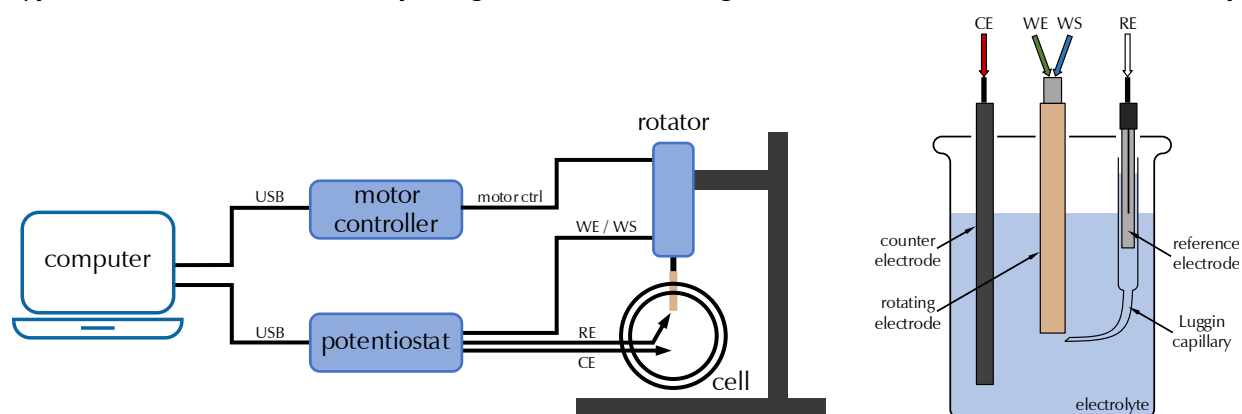 CE
WE
WS
RE
rotator
USB
motor
controller
motor ctrl
computer
WE / WS
USB
potentiostat
RE
CE
cell
counter
electrode
rotating
electrode
reference
electrode
Luggin
capillary
electrolyte